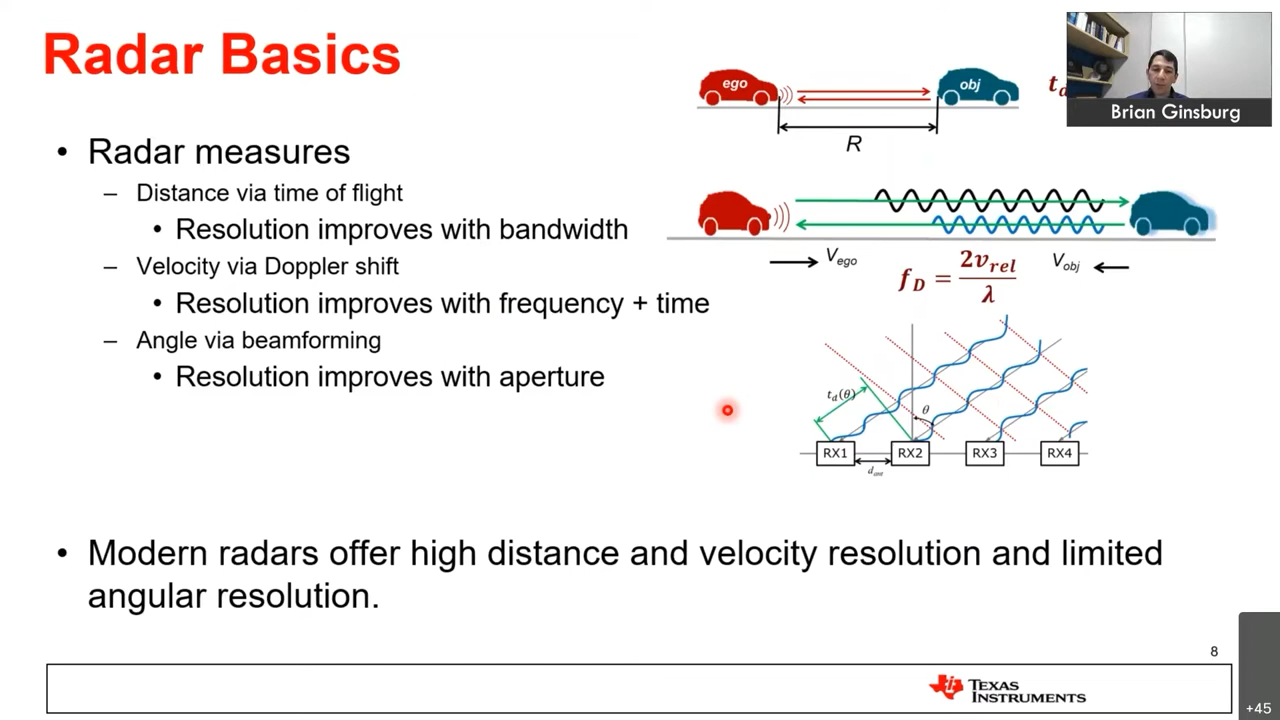 Radar Basics
ego
obj
t_d
Brian Ginsburg
R
• Radar measures
– Distance via time of flight
• Resolution improves with bandwidth
– Velocity via Doppler shift
• Resolution improves with frequency + time
– Angle via beamforming
• Resolution improves with aperture
V_ego
V_obj
f_D = 2v_rel / λ
t_d(θ)
θ
RX1
RX2
RX3
RX4
d_ant
• Modern radars offer high distance and velocity resolution and limited
angular resolution.
8
TEXAS
INSTRUMENTS
+45